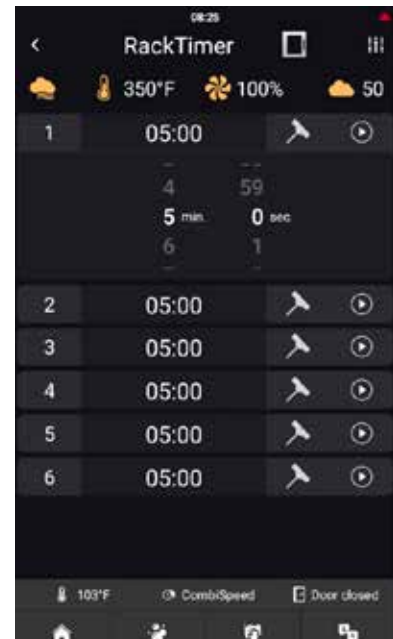 08:25
RackTimer
350°F 100% 50
1 05:00
4 59
5 min. 0 sec
6 1
2 05:00
3 05:00
4 05:00
5 05:00
6 05:00
103°F CombiSpeed Door closed